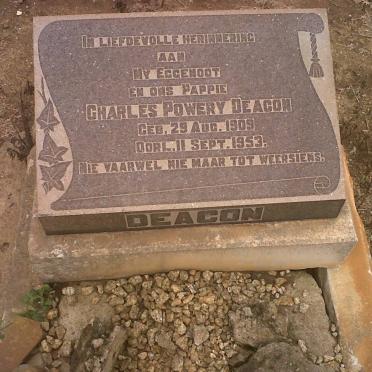 IN LIEFDEVOLLE HERINNERING
AAN
MY EGGENOOT
EN ONS PAPPIE
CHARLES POWERY DEACON
GEB. 29 AUG. 1909
OORL. 11 SEPT. 1953.
NIE VAARWEL NIE MAAR TOT WEERSIENS.
DEACON